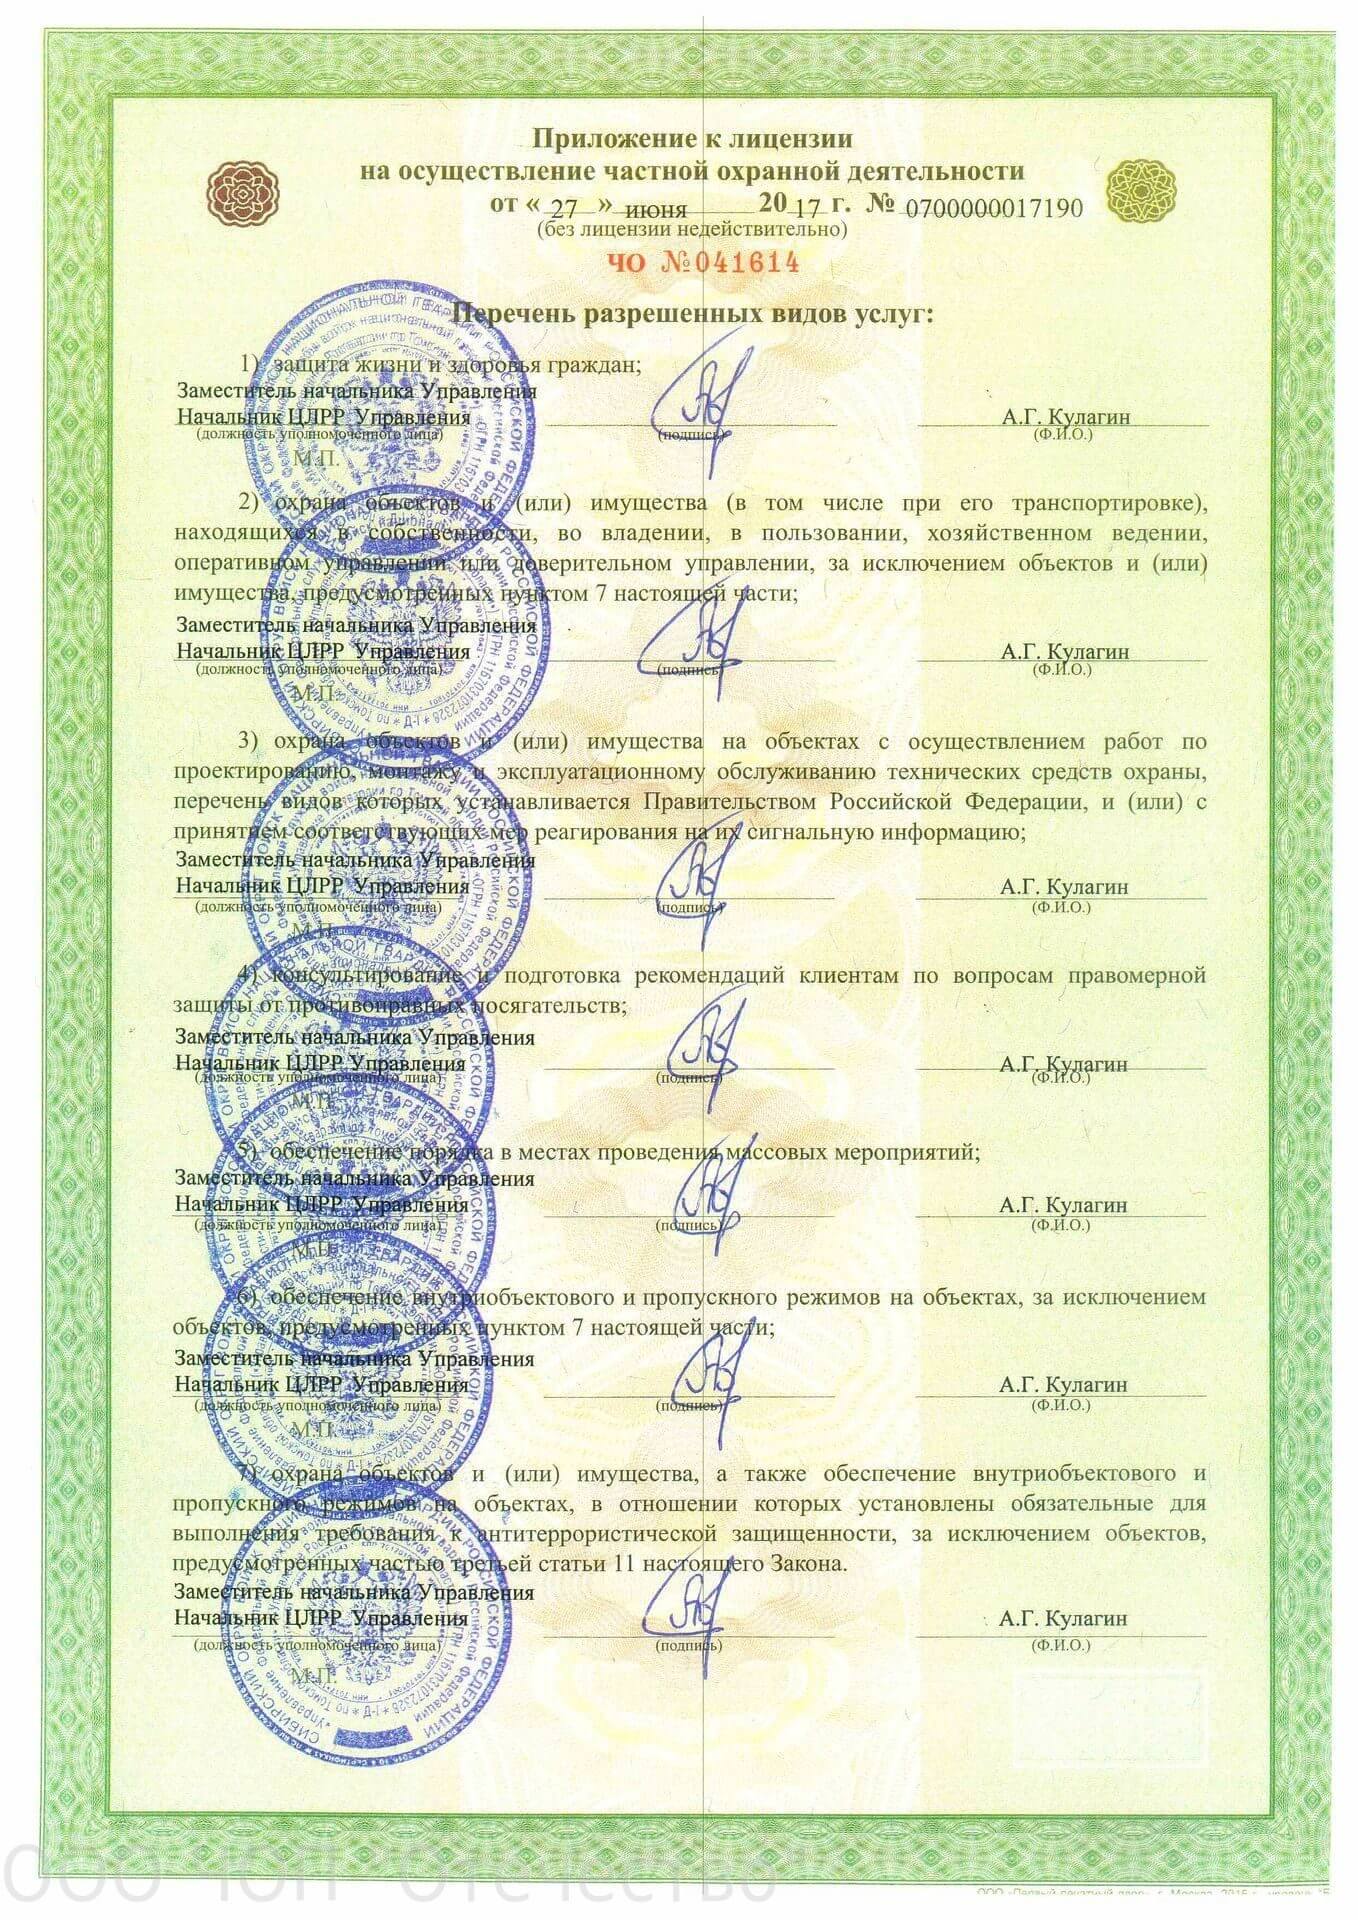 Приложение к лицензии
на осуществление частной охранной деятельности
от « 27 » июня 20 17 г. № 0700000017190
(без лицензии недействительно)
ЧО №041614
Перечень разрешенных видов услуг:
1) защита жизни и здоровья граждан;
Заместитель начальника Управления
Начальник ЦЛРР Управления А.Г. Кулагин
(должность уполномоченного лица) (подпись) (Ф.И.О.)
М.П.
2) охрана объектов и (или) имущества (в том числе при его транспортировке),
находящихся в собственности, во владении, в пользовании, хозяйственном ведении,
оперативном управлении или доверительном управлении, за исключением объектов и (или)
имущества, предусмотренных пунктом 7 настоящей части;
Заместитель начальника Управления
Начальник ЦЛРР Управления А.Г. Кулагин
(должность уполномоченного лица) (подпись) (Ф.И.О.)
М.П.
3) охрана объектов и (или) имущества на объектах с осуществлением работ по
проектированию, монтажу и эксплуатационному обслуживанию технических средств охраны,
перечень видов которых устанавливается Правительством Российской Федерации, и (или) с
принятием соответствующих мер реагирования на их сигнальную информацию;
Заместитель начальника Управления
Начальник ЦЛРР Управления А.Г. Кулагин
(должность уполномоченного лица) (подпись) (Ф.И.О.)
М.П.
4) консультирование и подготовка рекомендаций клиентам по вопросам правомерной
защиты от противоправных посягательств;
Заместитель начальника Управления
Начальник ЦЛРР Управления А.Г. Кулагин
(должность уполномоченного лица) (подпись) (Ф.И.О.)
М.П.
5) обеспечение порядка в местах проведения массовых мероприятий;
Заместитель начальника Управления
Начальник ЦЛРР Управления А.Г. Кулагин
(должность уполномоченного лица) (подпись) (Ф.И.О.)
М.П.
6) обеспечение внутриобъектового и пропускного режимов на объектах, за исключением
объектов, предусмотренных пунктом 7 настоящей части;
Заместитель начальника Управления
Начальник ЦЛРР Управления А.Г. Кулагин
(должность уполномоченного лица) (подпись) (Ф.И.О.)
М.П.
7) охрана объектов и (или) имущества, а также обеспечение внутриобъектового и
пропускного режимов на объектах, в отношении которых установлены обязательные для
выполнения требования к антитеррористической защищенности, за исключением объектов,
предусмотренных частью третьей статьи 11 настоящего Закона.
Заместитель начальника Управления
Начальник ЦЛРР Управления А.Г. Кулагин
(должность уполномоченного лица) (подпись) (Ф.И.О.)
М.П.
ООО ЧОП "Отечество"